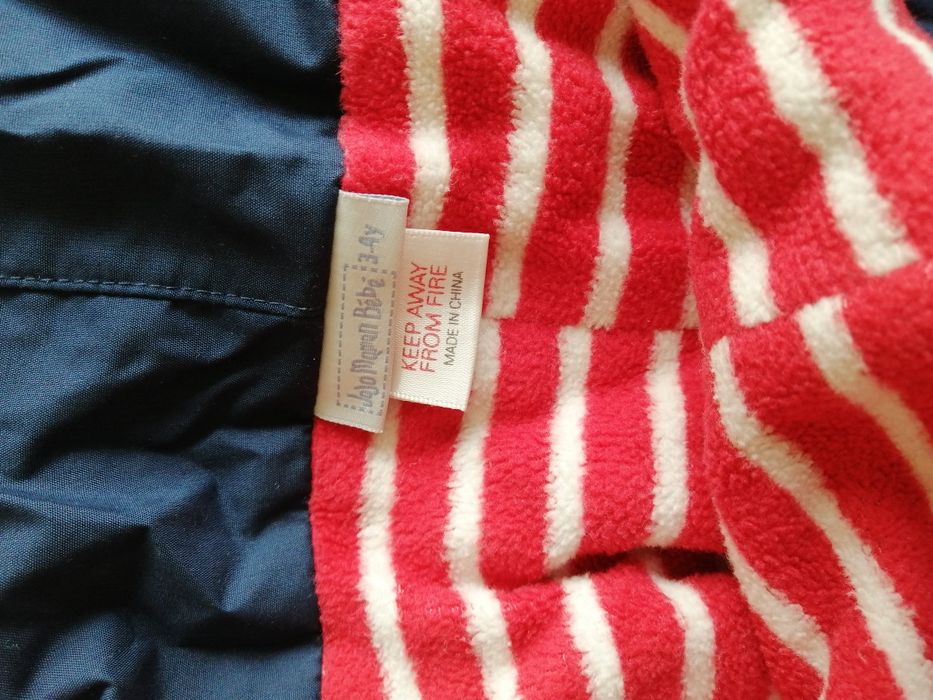 JoJo Maman Bébé 3-4y
KEEP AWAY
FROM FIRE
MADE IN CHINA